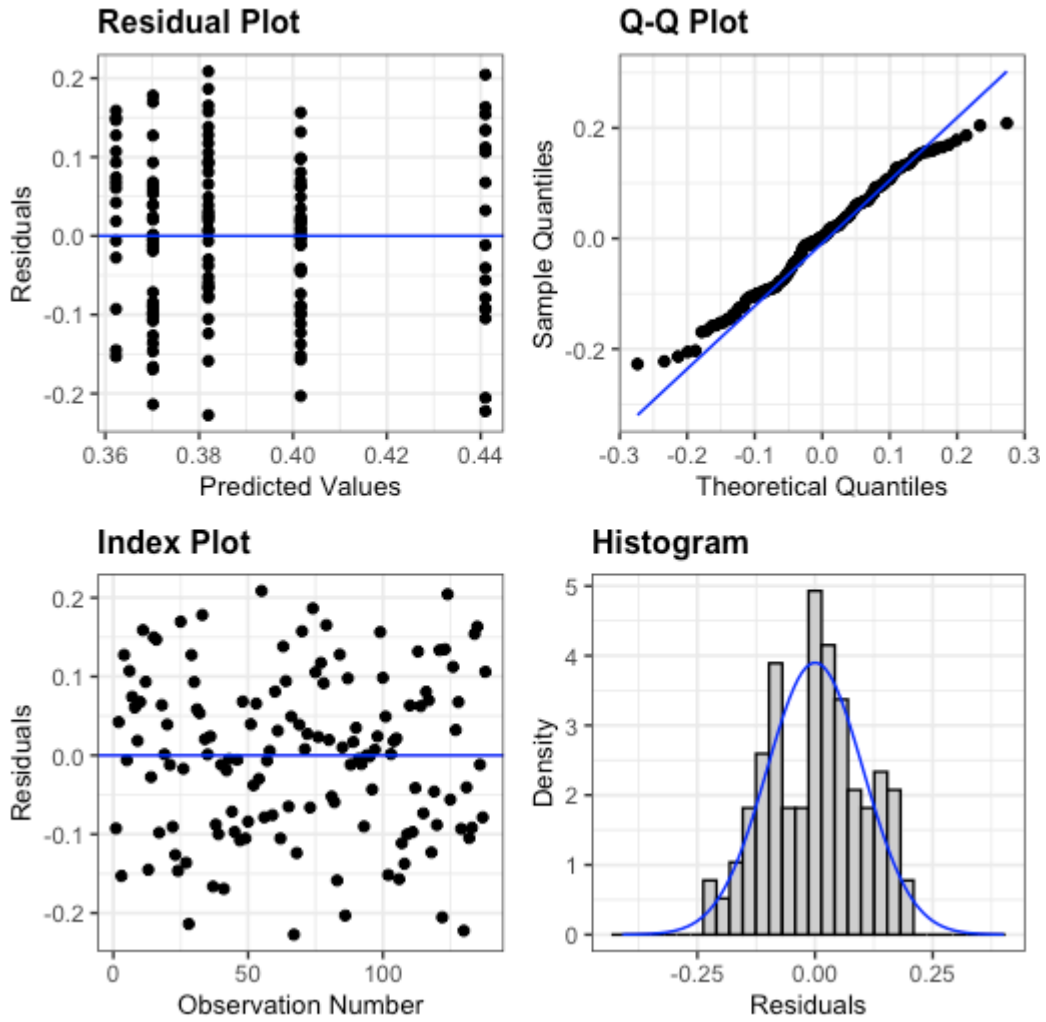 Residual Plot
0.2
0.1
0.0
-0.1
-0.2
Residuals
0.36 0.38 0.40 0.42 0.44
Predicted Values
Q-Q Plot
0.2
0.0
-0.2
Sample Quantiles
-0.3 -0.2 -0.1 0.0 0.1 0.2 0.3
Theoretical Quantiles
Index Plot
0.2
0.1
0.0
-0.1
-0.2
Residuals
0 50 100
Observation Number
Histogram
5
4
3
2
1
0
Density
-0.25 0.00 0.25
Residuals